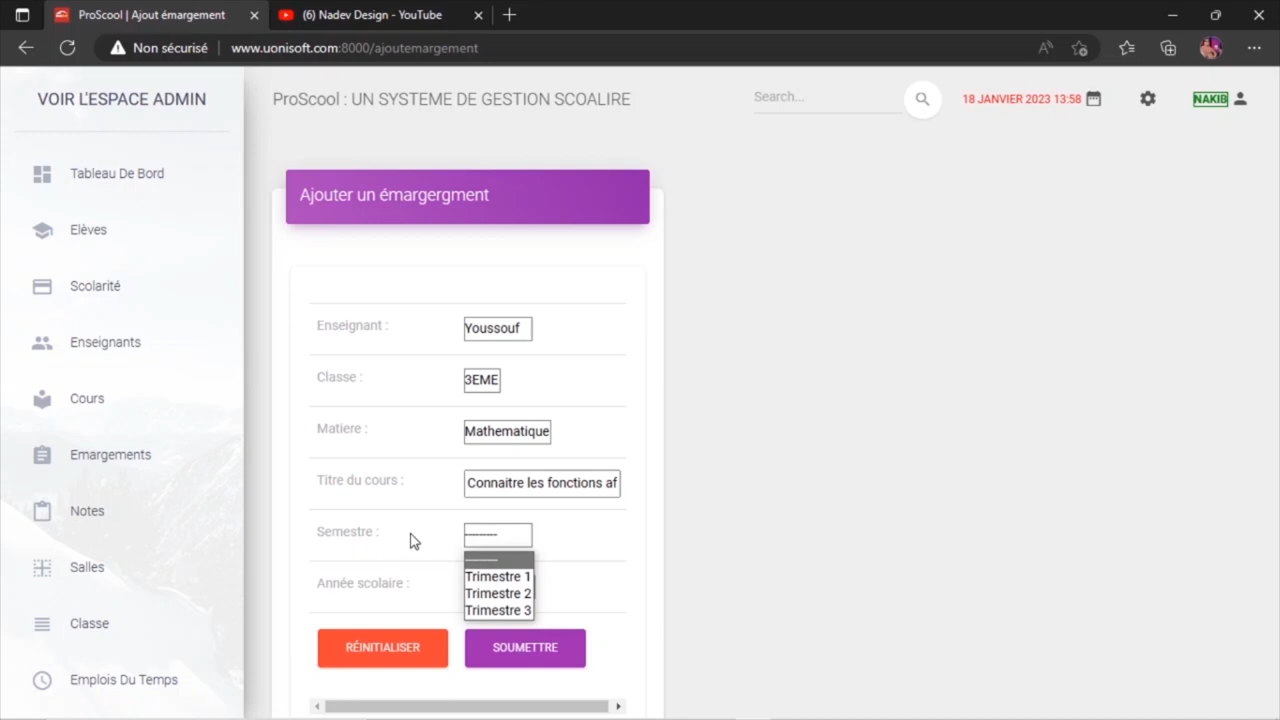 ProScool | Ajout émargement
(6) Nadev Design - YouTube
Non sécurisé
www.uonisoft.com:8000/ajoutemargement
VOIR L'ESPACE ADMIN
ProScool : UN SYSTEME DE GESTION SCOALIRE
Search...
18 JANVIER 2023 13:58
NAKIB
Tableau De Bord
Elèves
Scolarité
Enseignants
Cours
Emargements
Notes
Salles
Classe
Emplois Du Temps
Ajouter un émargergment
Enseignant :
Youssouf
Classe :
3EME
Matiere :
Mathematique
Titre du cours :
Connaitre les fonctions af
Semestre :
---------
---------
Trimestre 1
Trimestre 2
Trimestre 3
Année scolaire :
RÉINITIALISER
SOUMETTRE